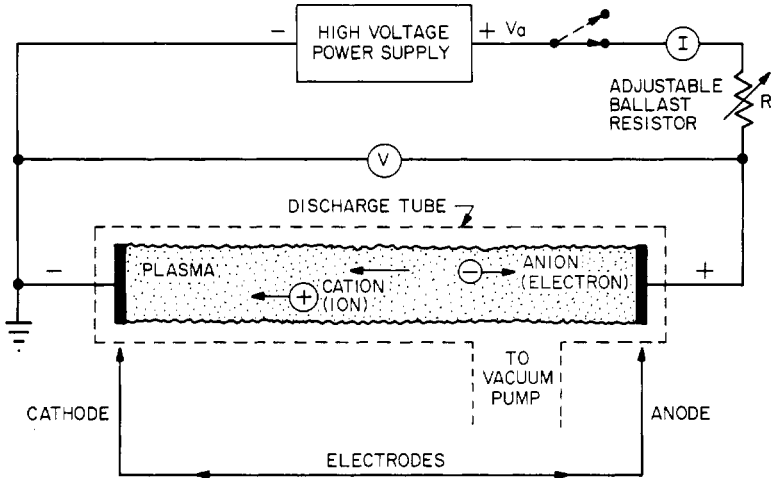 HIGH VOLTAGE
POWER SUPPLY
−
+
Va
I
ADJUSTABLE
BALLAST
RESISTOR
R
V
DISCHARGE TUBE
−
PLASMA
−
ANION
(ELECTRON)
+
+
CATION
(ION)
TO
VACUUM
PUMP
CATHODE
ANODE
ELECTRODES